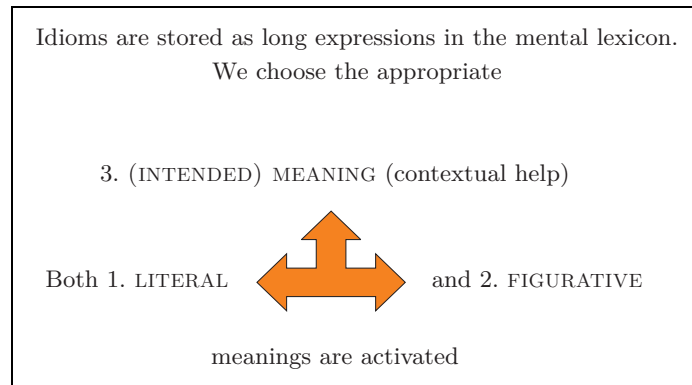 Idioms are stored as long expressions in the mental lexicon.
We choose the appropriate
3. (INTENDED) MEANING (contextual help)
Both 1. LITERAL and 2. FIGURATIVE
meanings are activated